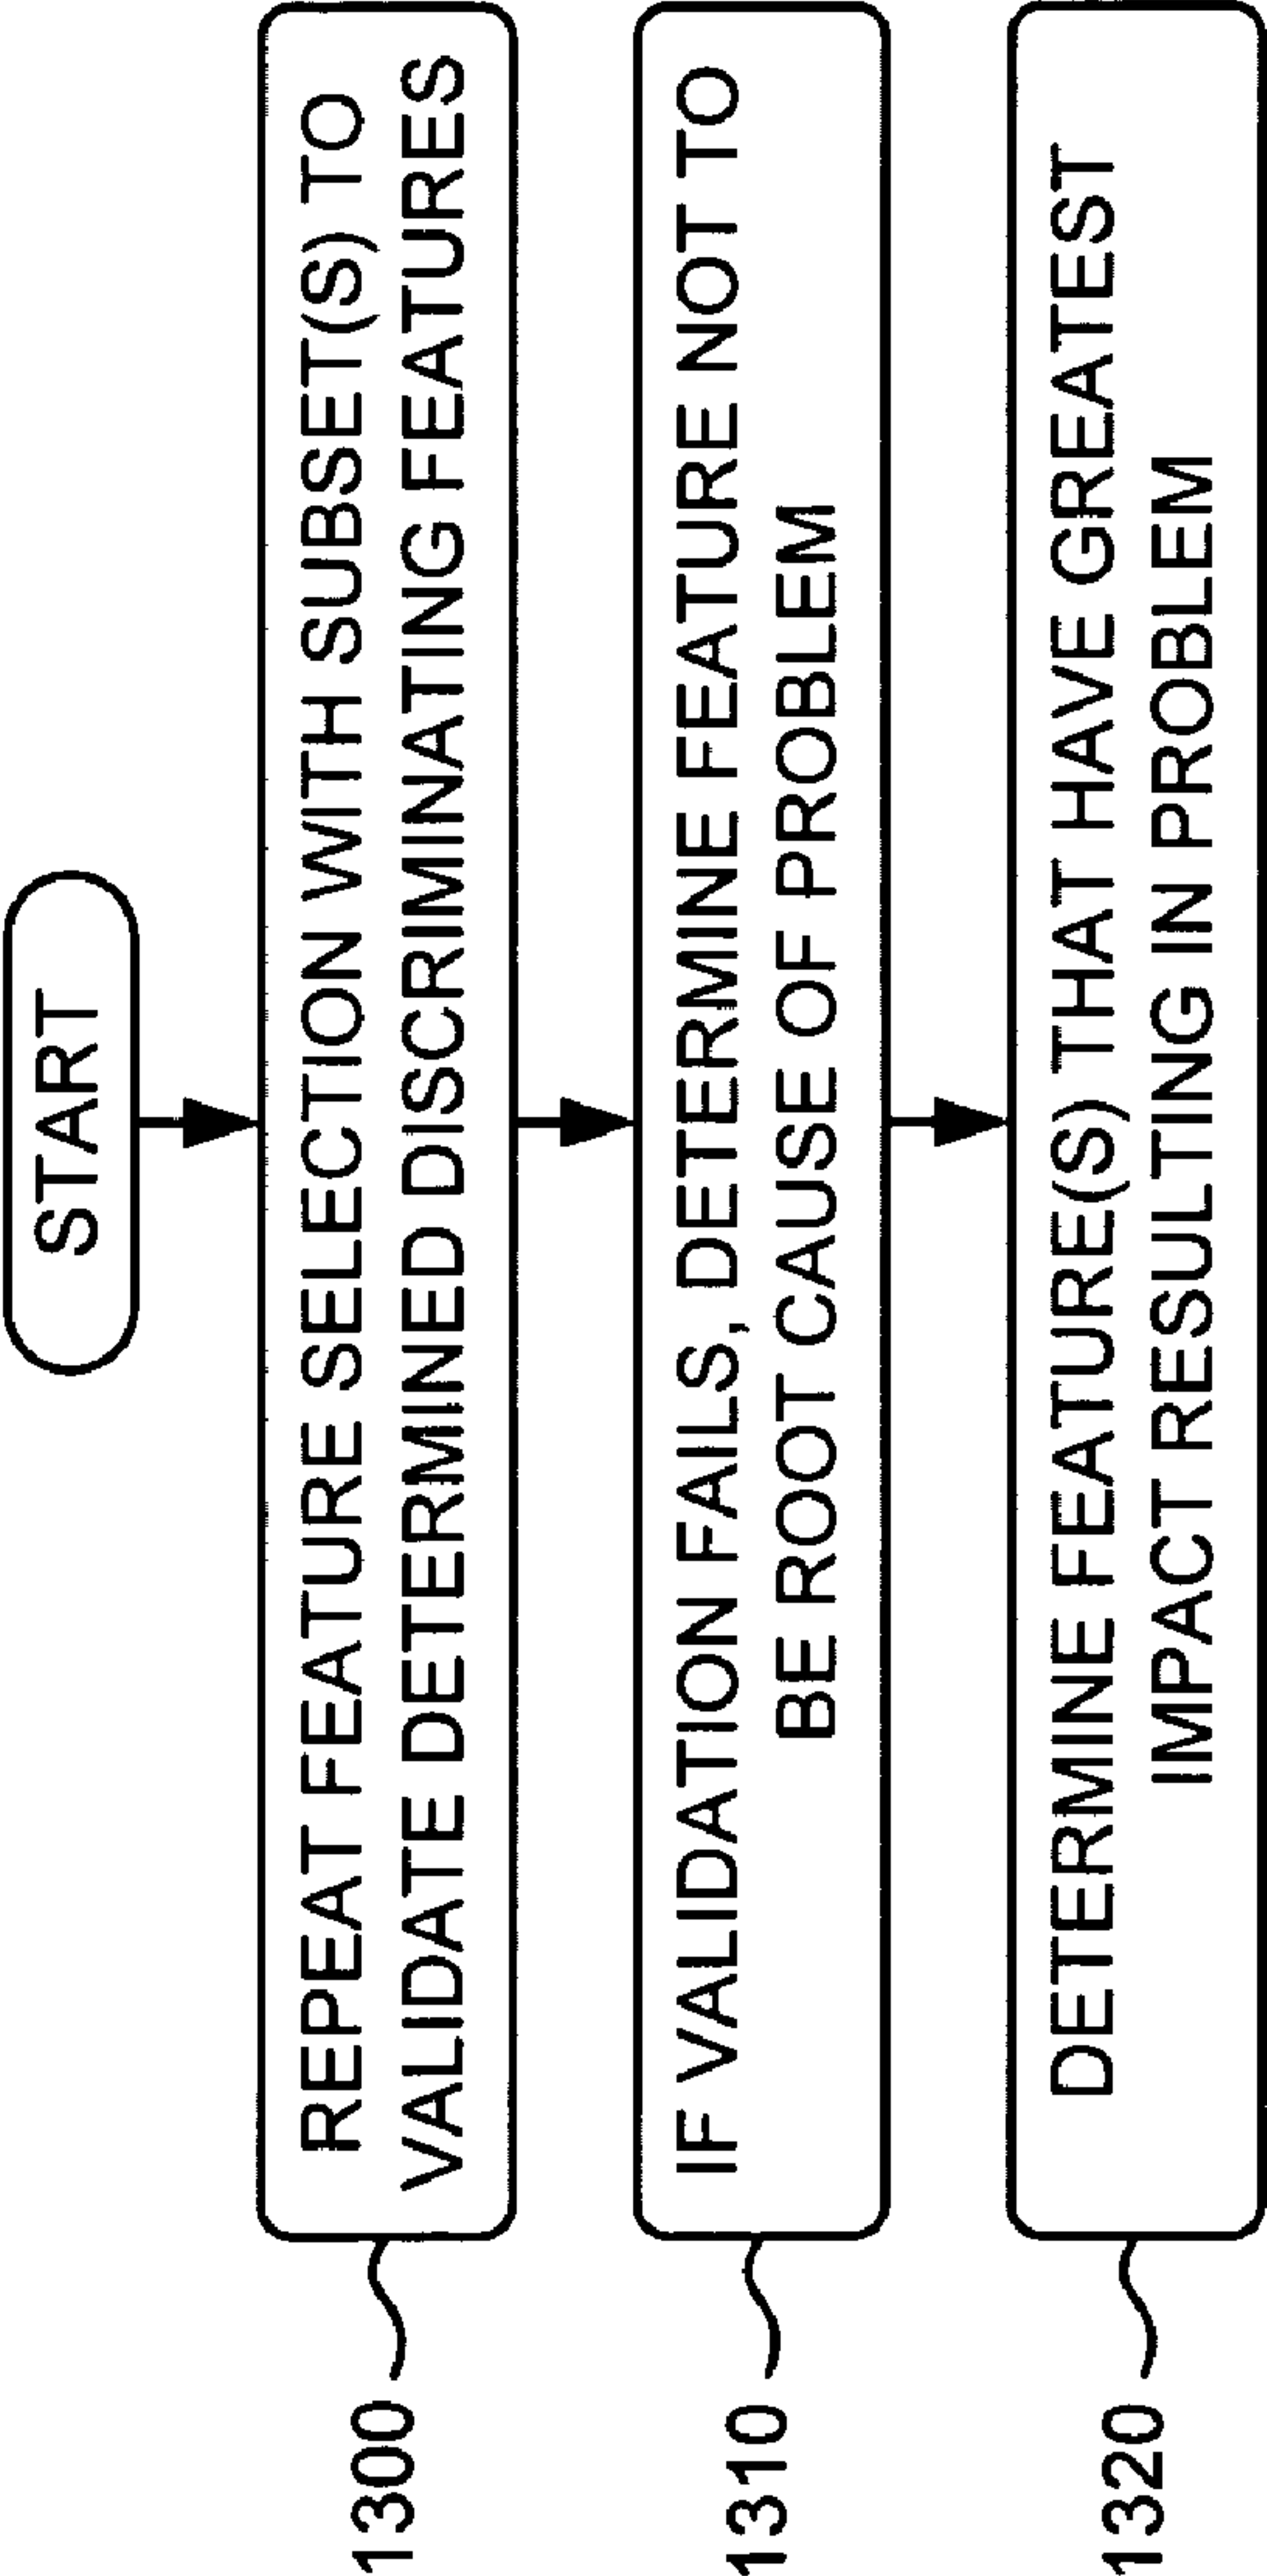 START
1300
REPEAT FEATURE SELECTION WITH SUBSET(S) TO
VALIDATE DETERMINED DISCRIMINATING FEATURES
1310
IF VALIDATION FAILS, DETERMINE FEATURE NOT TO
BE ROOT CAUSE OF PROBLEM
1320
DETERMINE FEATURE(S) THAT HAVE GREATEST
IMPACT RESULTING IN PROBLEM